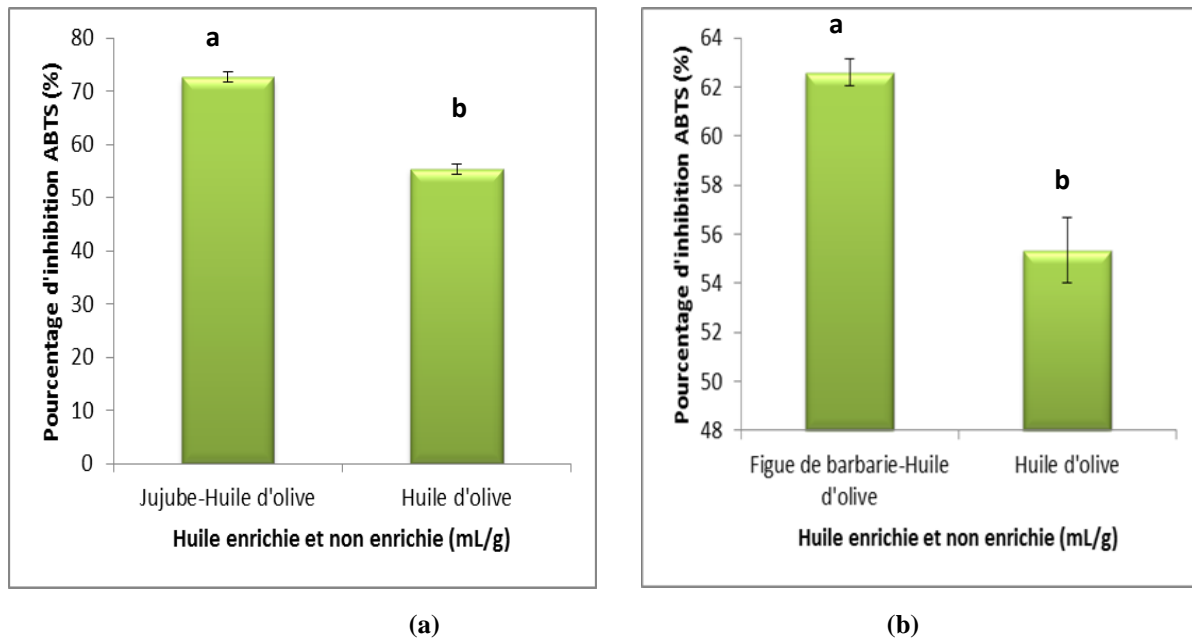 80
70
60
50
40
30
20
10
0
Pourcentage d'inhibition ABTS (%)
a
b
Jujube-Huile d'olive
Huile d'olive
Huile enrichie et non enrichie (mL/g)
(a)
64
62
60
58
56
54
52
50
48
Pourcentage d'inhibition ABTS (%)
a
b
Figue de barbarie-Huile
d'olive
Huile d'olive
Huile enrichie et non enrichie (mL/g)
(b)